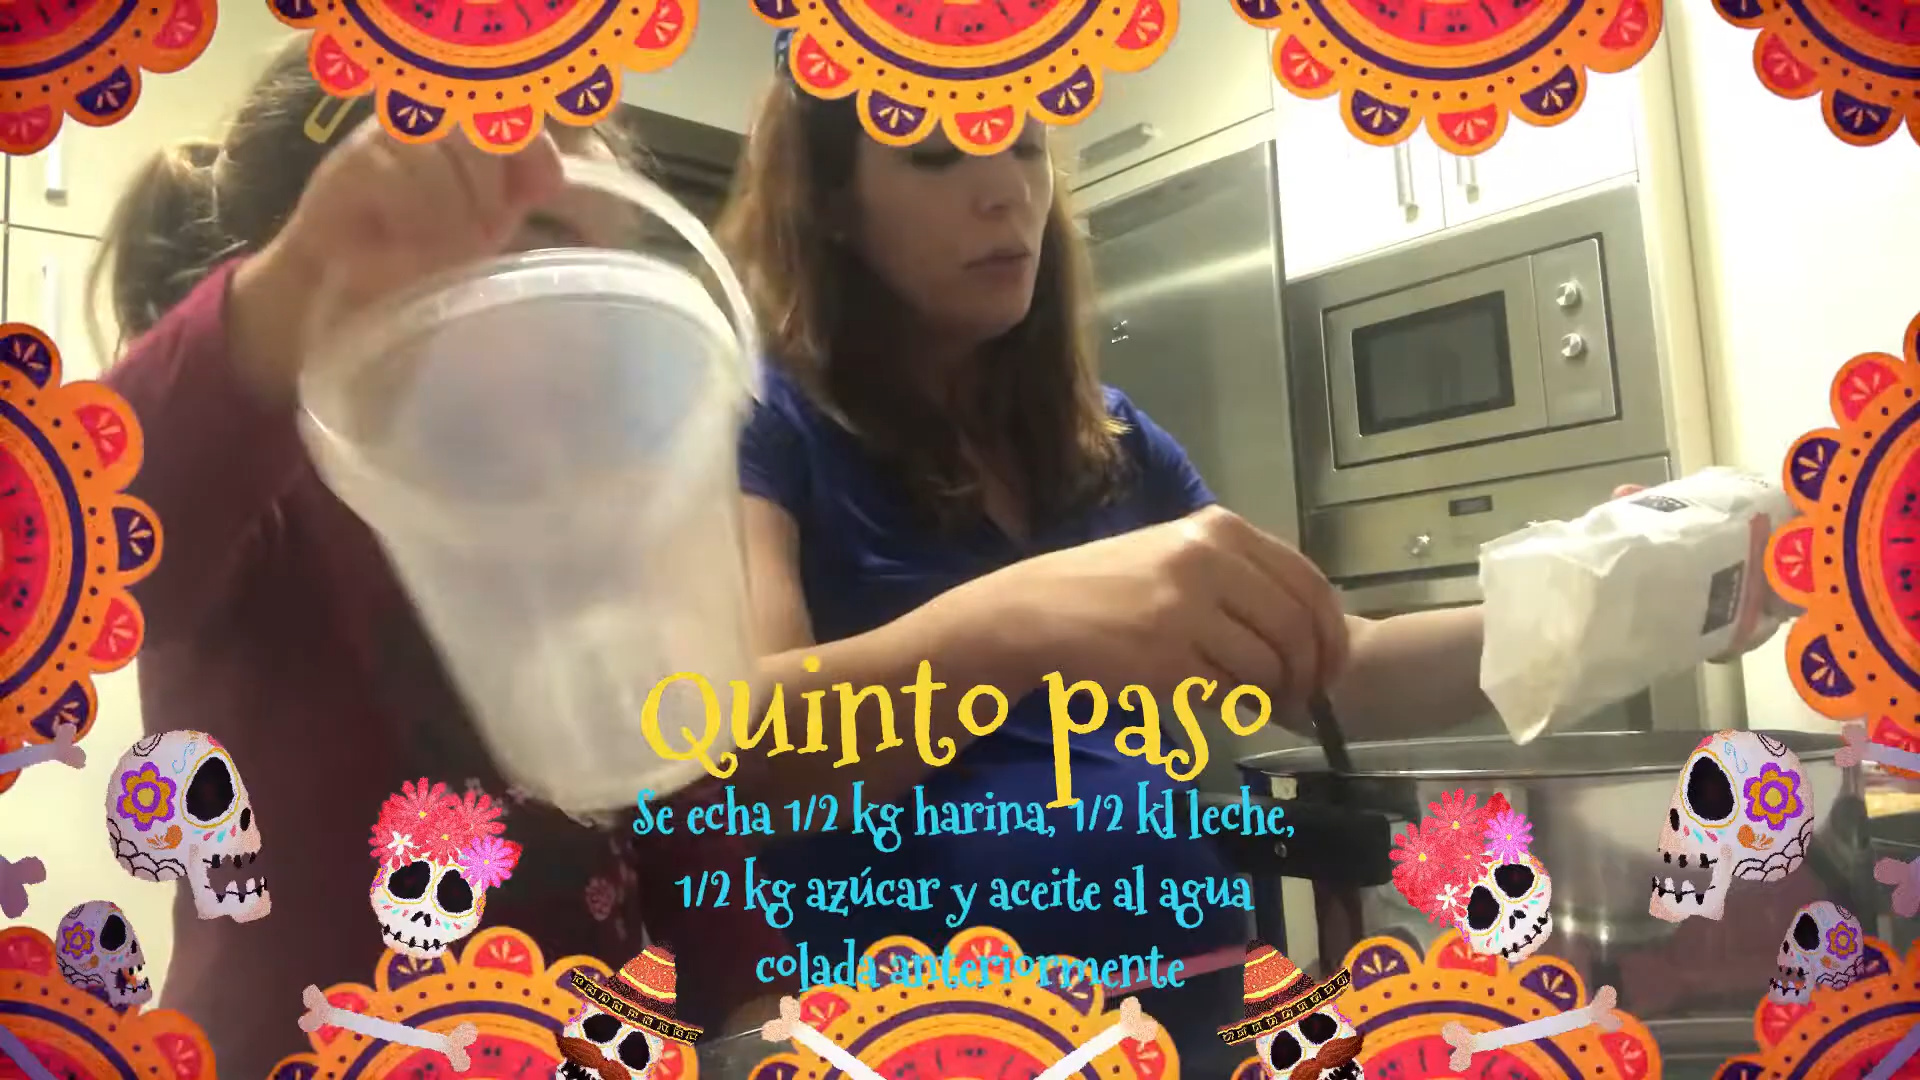 Quinto paso
Se echa 1/2 kg harina, 1/2 kl leche,
1/2 kg azúcar y aceite al agua
colada anteriormente